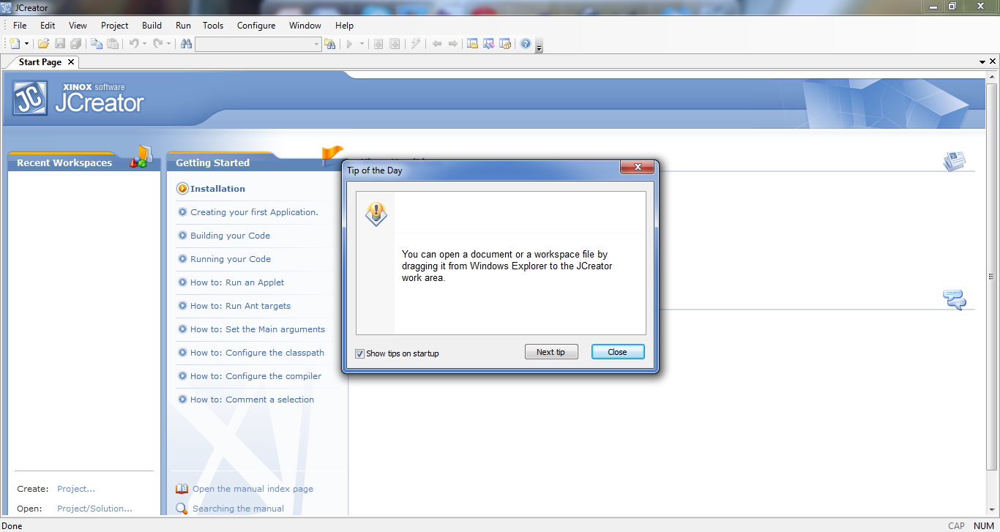 JCreator
File Edit View Project Build Run Tools Configure Window Help
Start Page
XINOX software
JCreator
Recent Workspaces
Getting Started
Installation
Creating your first Application.
Building your Code
Running your Code
How to: Run an Applet
How to: Run Ant targets
How to: Set the Main arguments
How to: Configure the classpath
How to: Configure the compiler
How to: Comment a selection
Tip of the Day
You can open a document or a workspace file by
dragging it from Windows Explorer to the JCreator
work area.
Show tips on startup
Next tip
Close
Create: Project...
Open: Project/Solution...
Open the manual index page
Searching the manual
Done
CAP NUM